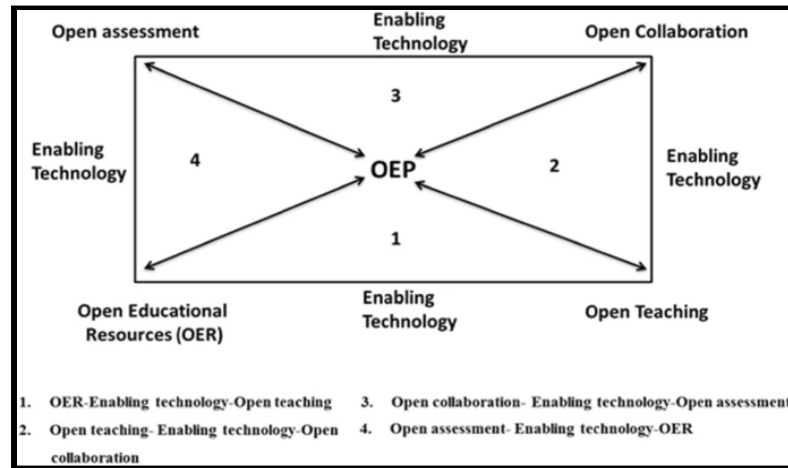 Open assessment
Enabling
Technology
Open Collaboration
3
Enabling
Technology
4
OEP
2
Enabling
Technology
1
Open Educational
Resources (OER)
Enabling
Technology
Open Teaching
1. OER-Enabling technology-Open teaching
2. Open teaching- Enabling technology-Open
collaboration
3. Open collaboration- Enabling technology-Open assessment
4. Open assessment- Enabling technology-OER